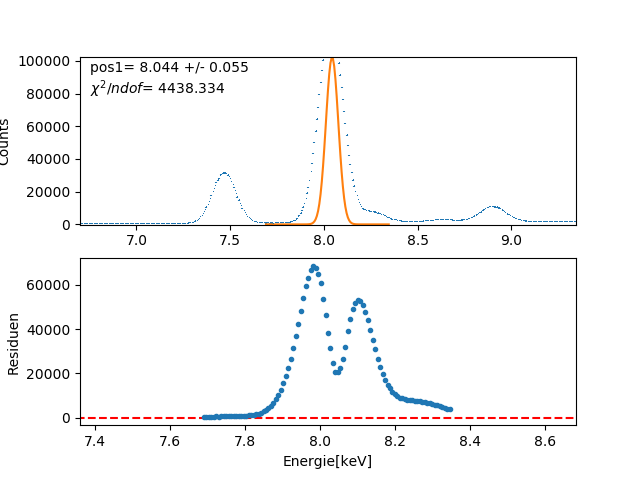 100000
80000
60000
40000
20000
0
Counts
pos1= 8.044 +/- 0.055
χ²/ndof= 4438.334
7.0 7.5 8.0 8.5 9.0
60000
40000
20000
0
Residuen
7.4 7.6 7.8 8.0 8.2 8.4 8.6
Energie[keV]